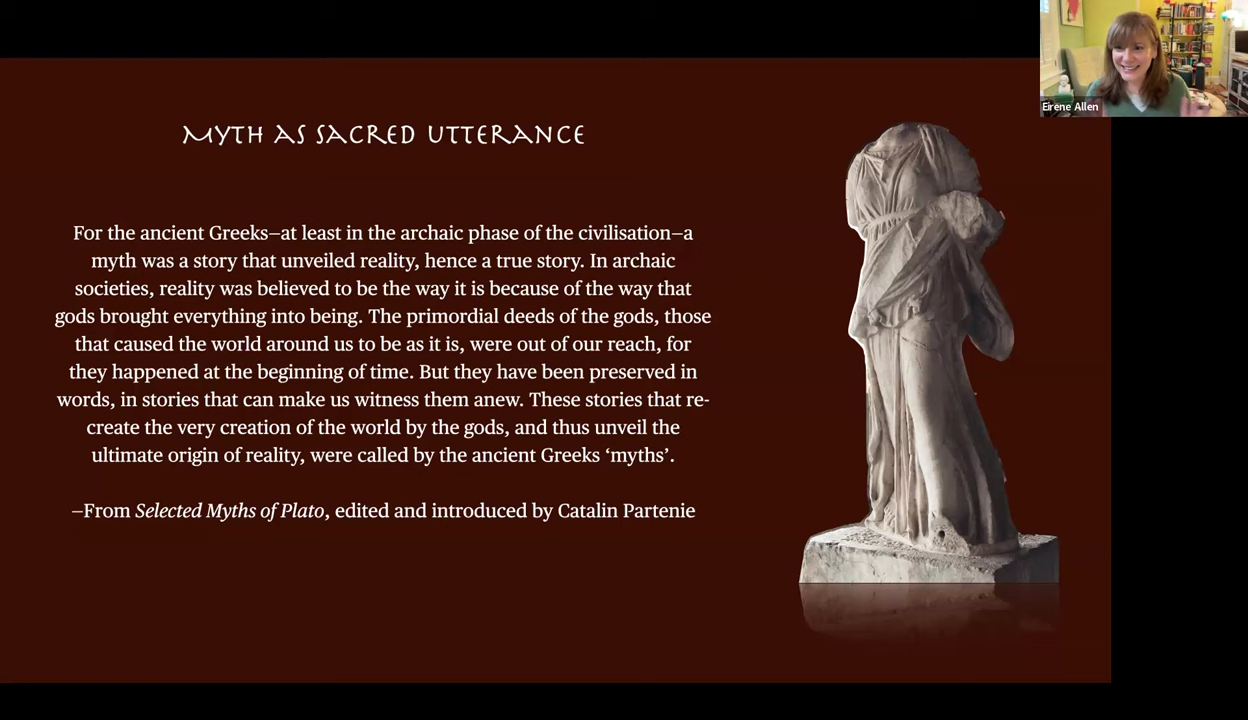 Eirene Allen
Myth as Sacred Utterance
For the ancient Greeks—at least in the archaic phase of the civilisation—a
myth was a story that unveiled reality, hence a true story. In archaic
societies, reality was believed to be the way it is because of the way that
gods brought everything into being. The primordial deeds of the gods, those
that caused the world around us to be as it is, were out of our reach, for
they happened at the beginning of time. But they have been preserved in
words, in stories that can make us witness them anew. These stories that re-
create the very creation of the world by the gods, and thus unveil the
ultimate origin of reality, were called by the ancient Greeks ‘myths’.
—From Selected Myths of Plato, edited and introduced by Catalin Partenie